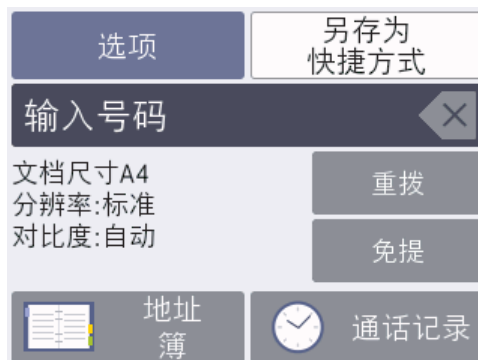 选项
另存为
快捷方式
输入号码
文档尺寸A4
分辨率:标准
对比度:自动
重拨
免提
地址
簿
通话记录